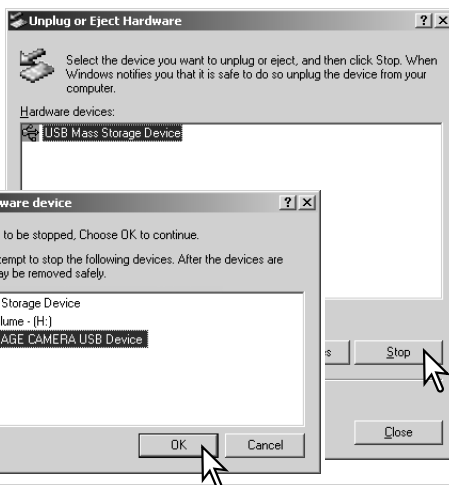 Unplug or Eject Hardware
Select the device you want to unplug or eject, and then click Stop. When
Windows notifies you that it is safe to do so unplug the device from your
computer.
Hardware devices:
USB Mass Storage Device
ware device
to be stopped, Choose OK to continue.
empt to stop the following devices. After the devices are
ay be removed safely.
Storage Device
lume - (H:)
AGE CAMERA USB Device
s
Stop
OK
Cancel
Close